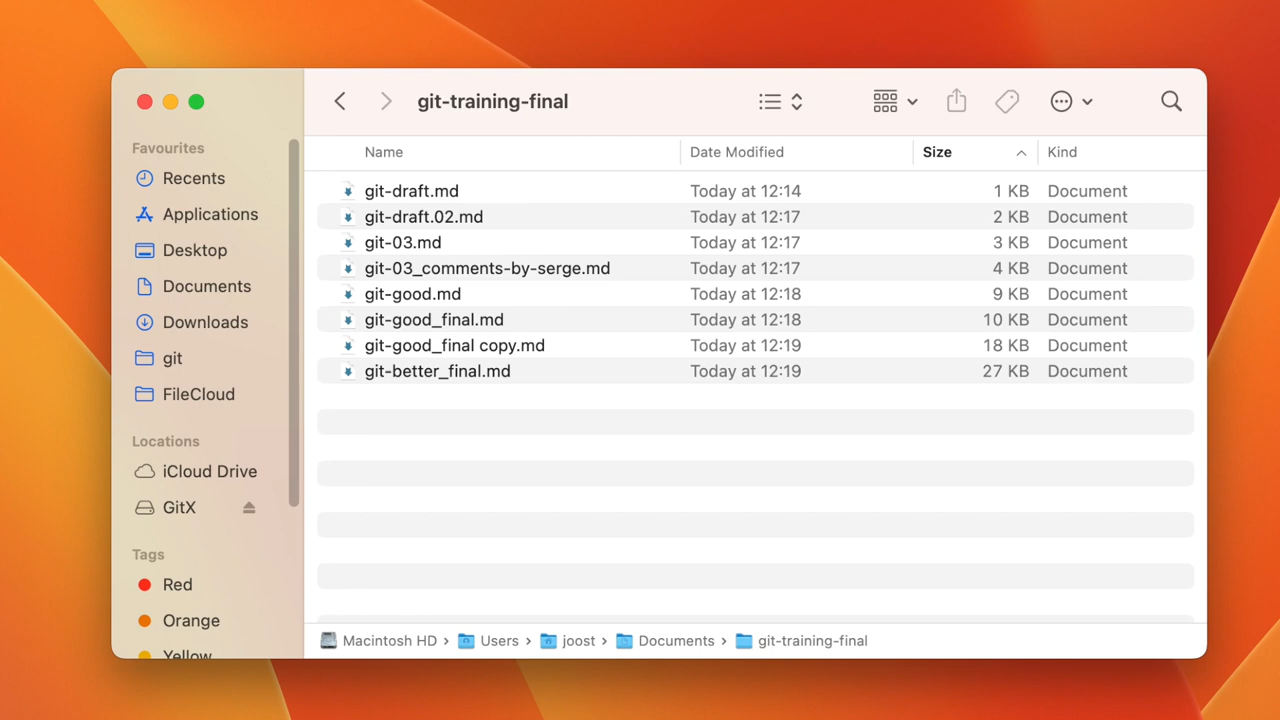 git-training-final
Favourites
Recents
Applications
Desktop
Documents
Downloads
git
FileCloud
Locations
iCloud Drive
GitX
Tags
Red
Orange
Yellow
Name Date Modified Size Kind
git-draft.md Today at 12:14 1 KB Document
git-draft.02.md Today at 12:17 2 KB Document
git-03.md Today at 12:17 3 KB Document
git-03_comments-by-serge.md Today at 12:17 4 KB Document
git-good.md Today at 12:18 9 KB Document
git-good_final.md Today at 12:18 10 KB Document
git-good_final copy.md Today at 12:19 18 KB Document
git-better_final.md Today at 12:19 27 KB Document
Macintosh HD › Users › joost › Documents › git-training-final